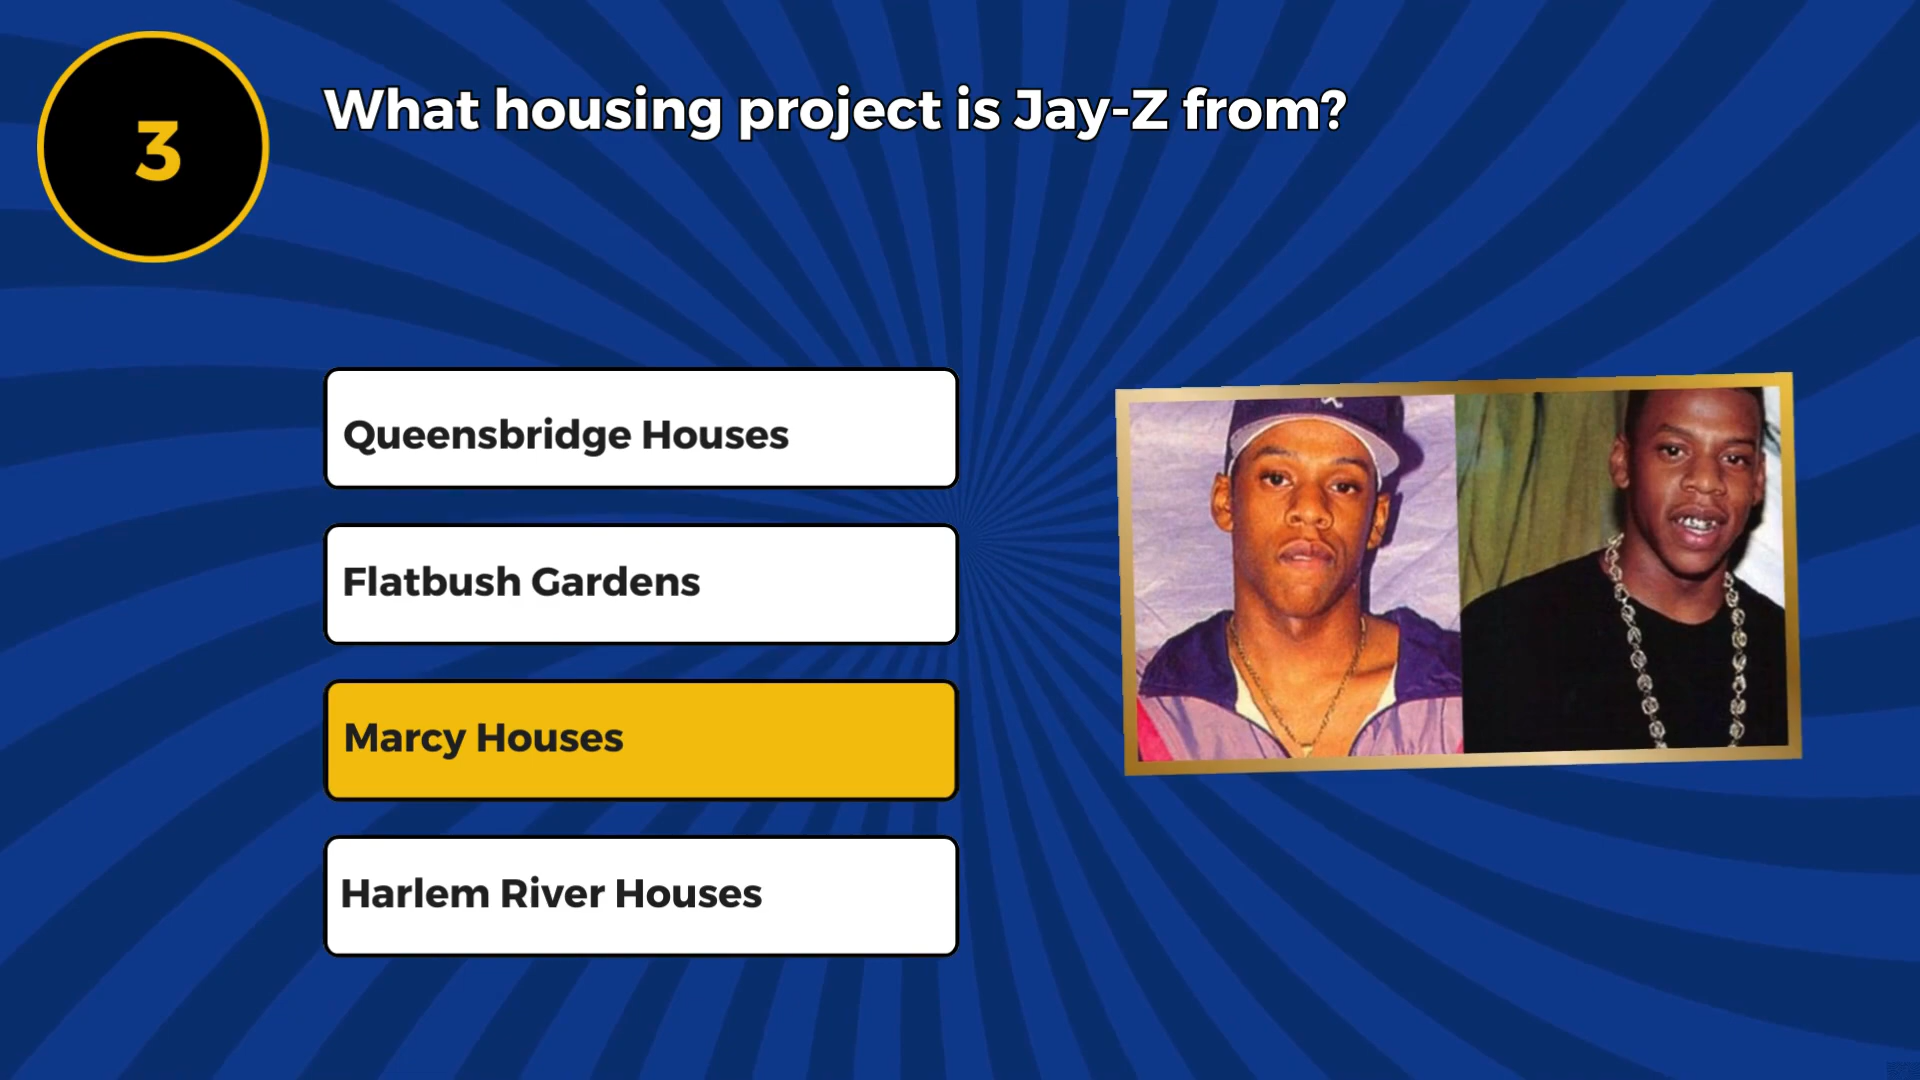 3
What housing project is Jay-Z from?
Queensbridge Houses
Flatbush Gardens
Marcy Houses
Harlem River Houses